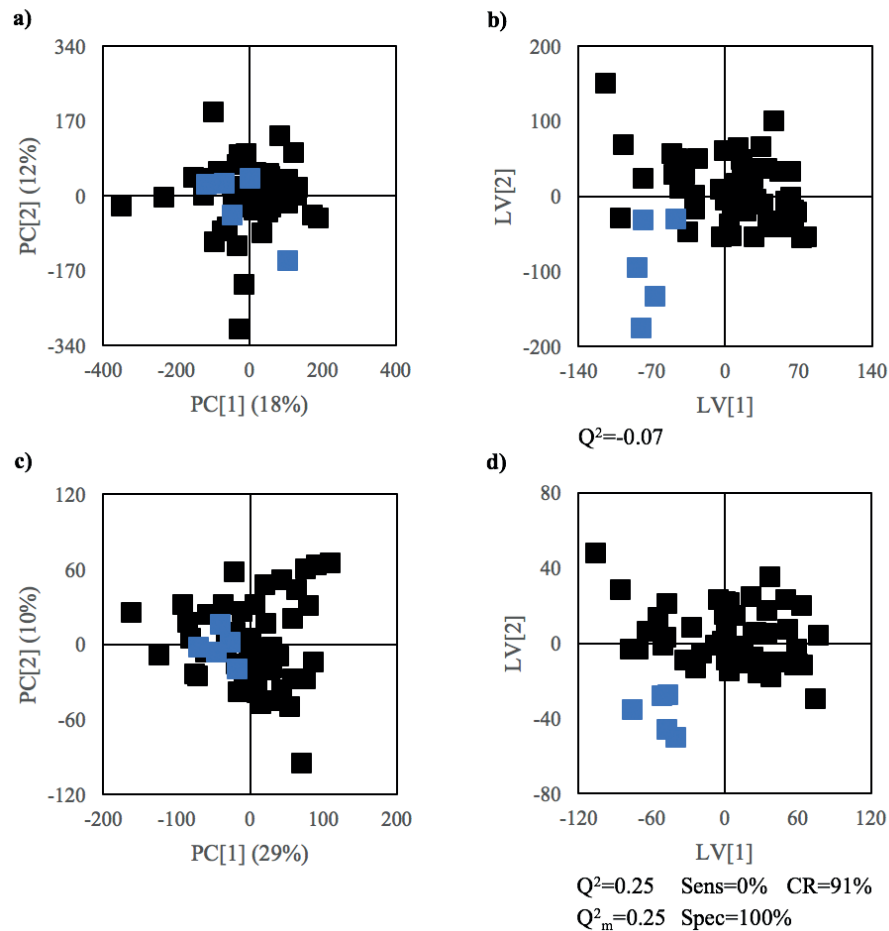 a)
340
170
0
-170
-340
PC[2] (12%)
-400 -200 0 200 400
PC[1] (18%)
b)
200
100
0
-100
-200
LV[2]
-140 -70 0 70 140
LV[1]
Q²=-0.07
c)
120
60
0
-60
-120
PC[2] (10%)
-200 -100 0 100 200
PC[1] (29%)
d)
80
40
0
-40
-80
LV[2]
-120 -60 0 60 120
LV[1]
Q²=0.25 Sens=0% CR=91%
Q²ₘ=0.25 Spec=100%